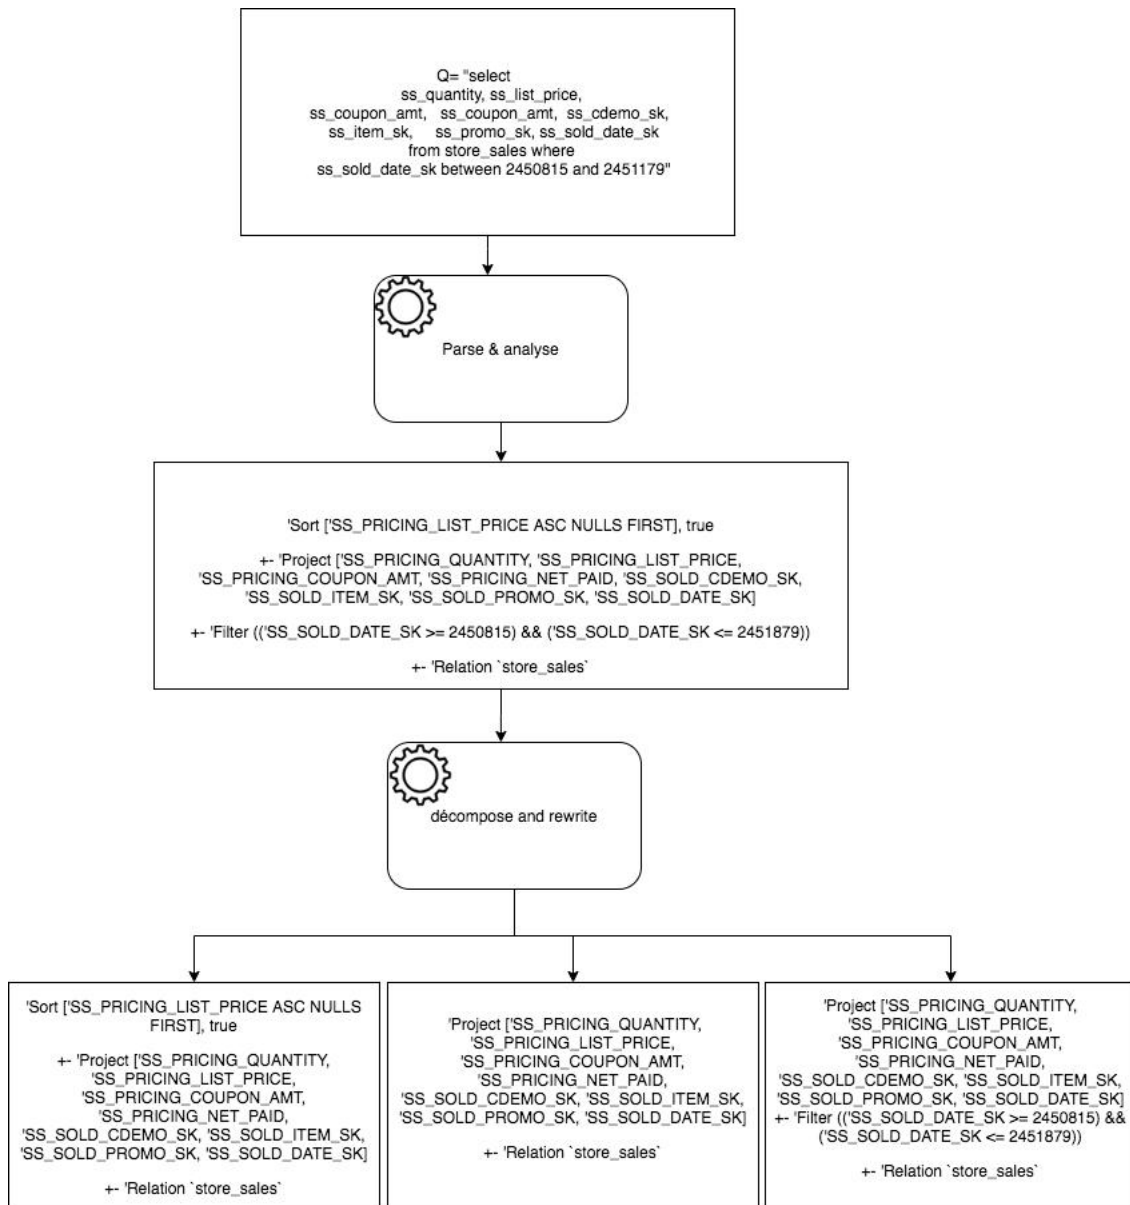 Q= "select
ss_quantity, ss_list_price,
ss_coupon_amt, ss_coupon_amt, ss_cdemo_sk,
ss_item_sk, ss_promo_sk, ss_sold_date_sk
from store_sales where
ss_sold_date_sk between 2450815 and 2451179"
Parse & analyse
'Sort ['SS_PRICING_LIST_PRICE ASC NULLS FIRST], true
+- 'Project ['SS_PRICING_QUANTITY, 'SS_PRICING_LIST_PRICE,
'SS_PRICING_COUPON_AMT, 'SS_PRICING_NET_PAID, 'SS_SOLD_CDEMO_SK,
'SS_SOLD_ITEM_SK, 'SS_SOLD_PROMO_SK, 'SS_SOLD_DATE_SK]
+- 'Filter (('SS_SOLD_DATE_SK >= 2450815) && ('SS_SOLD_DATE_SK <= 2451879))
+- 'Relation `store_sales`
décompose and rewrite
'Sort ['SS_PRICING_LIST_PRICE ASC NULLS
FIRST], true
+- 'Project ['SS_PRICING_QUANTITY,
'SS_PRICING_LIST_PRICE,
'SS_PRICING_COUPON_AMT,
'SS_PRICING_NET_PAID,
'SS_SOLD_CDEMO_SK, 'SS_SOLD_ITEM_SK,
'SS_SOLD_PROMO_SK, 'SS_SOLD_DATE_SK]
+- 'Relation `store_sales`
'Project ['SS_PRICING_QUANTITY,
'SS_PRICING_LIST_PRICE,
'SS_PRICING_COUPON_AMT,
'SS_PRICING_NET_PAID,
'SS_SOLD_CDEMO_SK, 'SS_SOLD_ITEM_SK,
'SS_SOLD_PROMO_SK, 'SS_SOLD_DATE_SK]
+- 'Relation `store_sales`
'Project ['SS_PRICING_QUANTITY,
'SS_PRICING_LIST_PRICE,
'SS_PRICING_COUPON_AMT,
'SS_PRICING_NET_PAID,
'SS_SOLD_CDEMO_SK, 'SS_SOLD_ITEM_SK,
'SS_SOLD_PROMO_SK, 'SS_SOLD_DATE_SK]
+- 'Filter (('SS_SOLD_DATE_SK >= 2450815) &&
('SS_SOLD_DATE_SK <= 2451879))
+- 'Relation `store_sales`